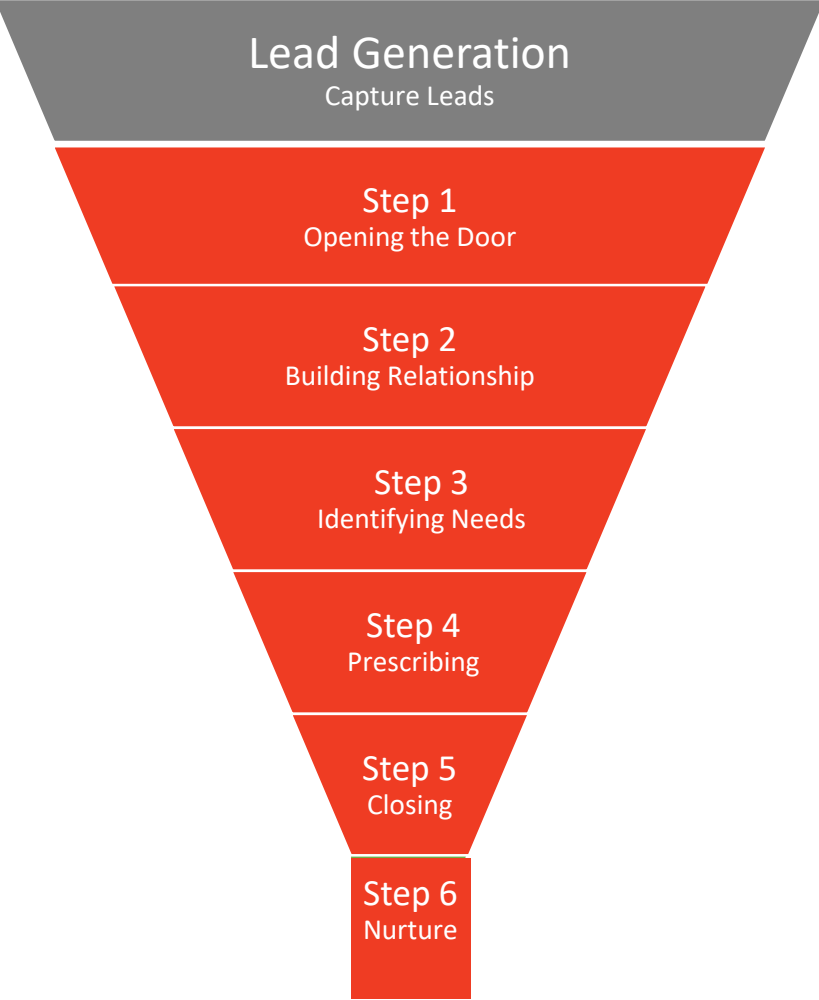 Lead Generation
Capture Leads
Step 1
Opening the Door
Step 2
Building Relationship
Step 3
Identifying Needs
Step 4
Prescribing
Step 5
Closing
Step 6
Nurture